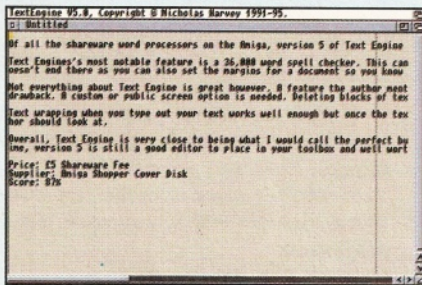 TextEngine V5.0, Copyright © Nicholas Harvey 1991-95.
Untitled
Of all the shareware word processors on the Amiga, version 5 of Text Engine
Text Engines's most notable feature is a 36,000 word spell checker. This can
oesn't end there as you can also set the margins for a document so you know
Not everything about Text Engine is great however. A feature the author ment
drawback. A custom or public screen option is needed. Deleting blocks of tex
Text wrapping when you type out your text works well enough but once the tex
hor should look at.
Overall, Text Engine is very close to being what I would call the perfect by
ime, version 5 is still a good editor to place in your toolbox and well wort
Price: £5 Shareware Fee
Supplier: Amiga Shopper Cover Disk
Score: 87%